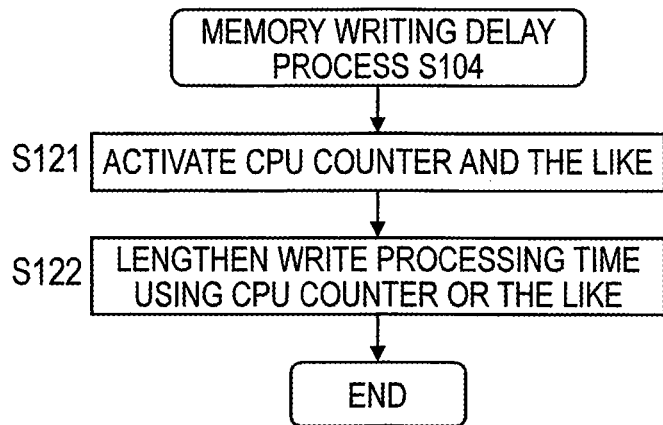 MEMORY WRITING DELAY
PROCESS S104
S121 ACTIVATE CPU COUNTER AND THE LIKE
S122 LENGTHEN WRITE PROCESSING TIME
USING CPU COUNTER OR THE LIKE
END